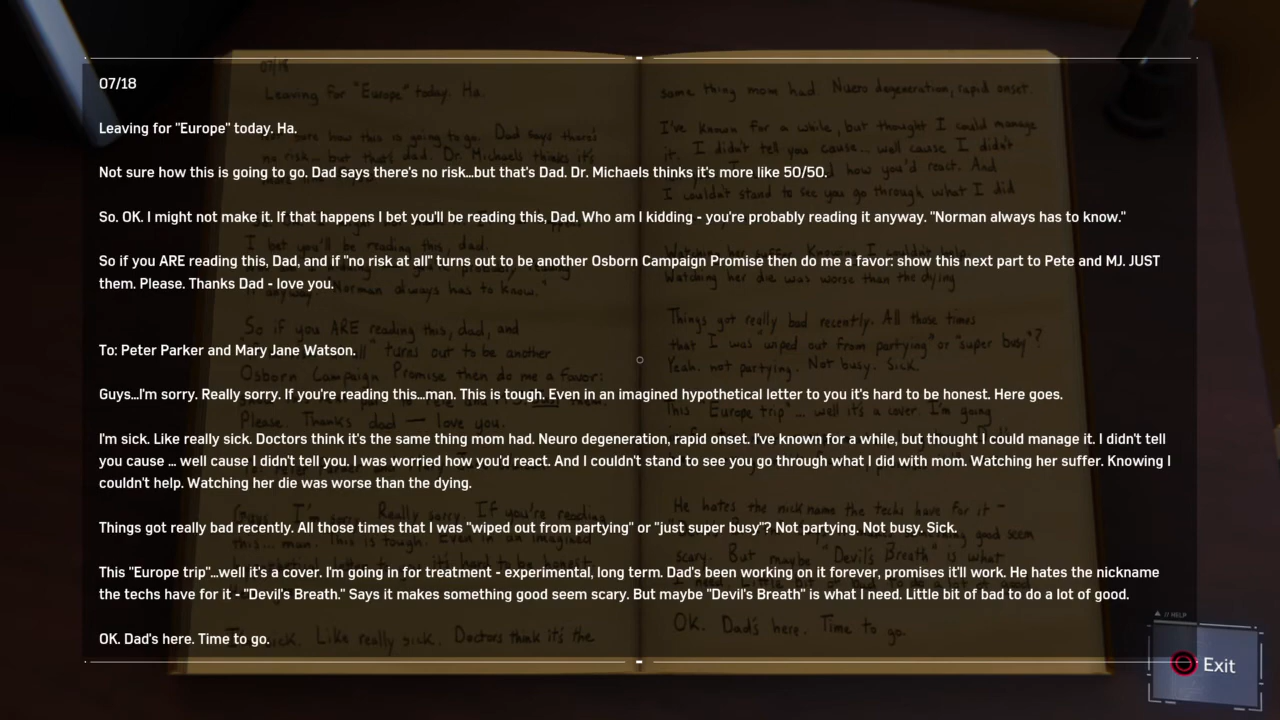 07/18
Leaving for "Europe" today. Ha.
Not sure how this is going to go. Dad says there's no risk...but that's Dad. Dr. Michaels thinks it's more like 50/50.
So. OK. I might not make it. If that happens I bet you'll be reading this, Dad. Who am I kidding - you're probably reading it anyway. "Norman always has to know."
So if you ARE reading this, Dad, and if "no risk at all" turns out to be another Osborn Campaign Promise then do me a favor: show this next part to Pete and MJ. JUST
them. Please. Thanks Dad - love you.
To: Peter Parker and Mary Jane Watson.
Guys...I'm sorry. Really sorry. If you're reading this...man. This is tough. Even in an imagined hypothetical letter to you it's hard to be honest. Here goes.
I'm sick. Like really sick. Doctors think it's the same thing mom had. Neuro degeneration, rapid onset. I've known for a while, but thought I could manage it. I didn't tell
you cause ... well cause I didn't tell you. I was worried how you'd react. And I couldn't stand to see you go through what I did with mom. Watching her suffer. Knowing I
couldn't help. Watching her die was worse than the dying.
Things got really bad recently. All those times that I was "wiped out from partying" or "just super busy"? Not partying. Not busy. Sick.
This "Europe trip"...well it's a cover. I'm going in for treatment - experimental, long term. Dad's been working on it forever, promises it'll work. He hates the nickname
the techs have for it - "Devil's Breath." Says it makes something good seem scary. But maybe "Devil's Breath" is what I need. Little bit of bad to do a lot of good.
OK. Dad's here. Time to go.
// HELP
Exit